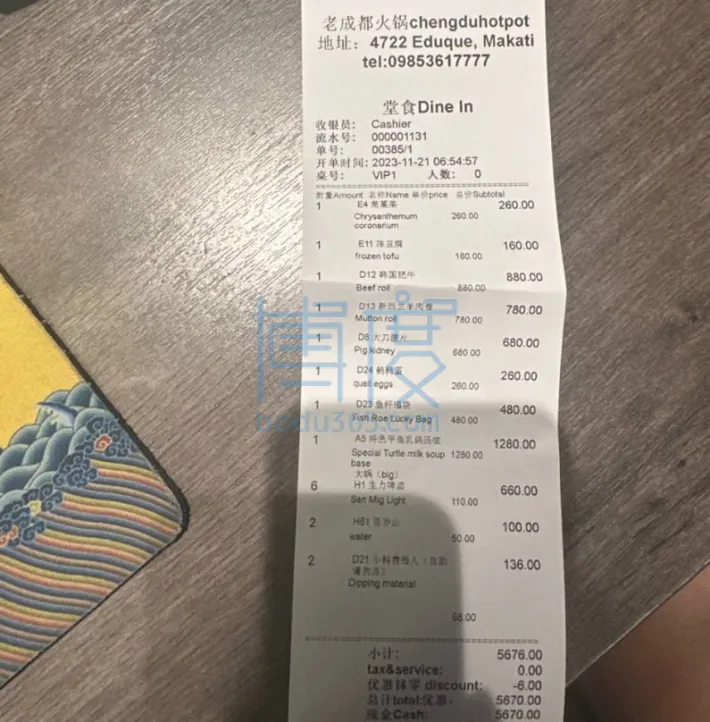 老成都火锅chengduhotpot
地址：4722 Eduque, Makati
tel:09853617777
堂食Dine In
收银员： Cashier
流水号： 000001131
单号： 00385/1
开单时间: 2023-11-21 06:54:57
桌号： VIP1 人数： 0
数量Amount 名称Name 单价price 总价Subtotal
1 E4 茼蒿菜 260.00
Chrysanthemum 260.00
coronarium
1 E11 冻豆腐 160.00
frozen tofu 160.00
1 D12 韩国肥牛 880.00
Beef roll 880.00
1 D13 新西兰羊肉卷 780.00
Mutton roll 780.00
1 D8 大刀腰片 680.00
Pig kidney 680.00
1 D24 鹌鹑蛋 260.00
quail eggs 260.00
1 D23 鱼籽福袋 480.00
Fish Roe Lucky Bag 480.00
1 A5 特色甲鱼乳鸽汤锅 1280.00
Special Turtle milk soup 1280.00
base
大锅（big）
6 H1 生力啤酒 660.00
San Mig Light 110.00
2 H61 百岁山 100.00
water 50.00
2 D21 小料费每人 136.00
Dipping material
68.00
小计: 5676.00
tax&service: 0.00
优惠抹零 discount: -6.00
总计total:优惠： 5670.00
现金Cash: 5670.00
博度
bodu365.com